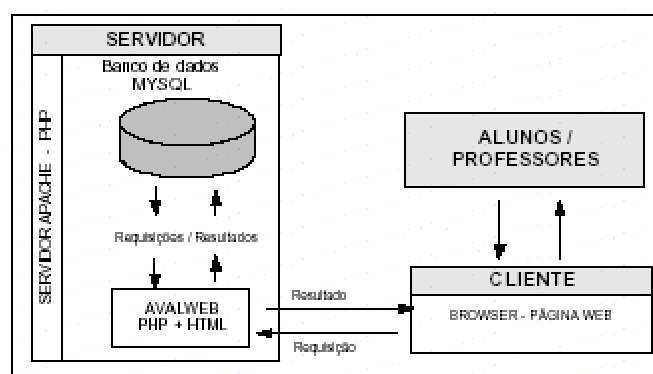 SERVIDOR
SERVIDOR APACHE - PHP
Banco de dados
MYSQL
Requisições / Resultados
AVALWEB
PHP + HTML
Resultado
Requisição
ALUNOS /
PROFESSORES
CLIENTE
BROWSER - PÁGINA WEB